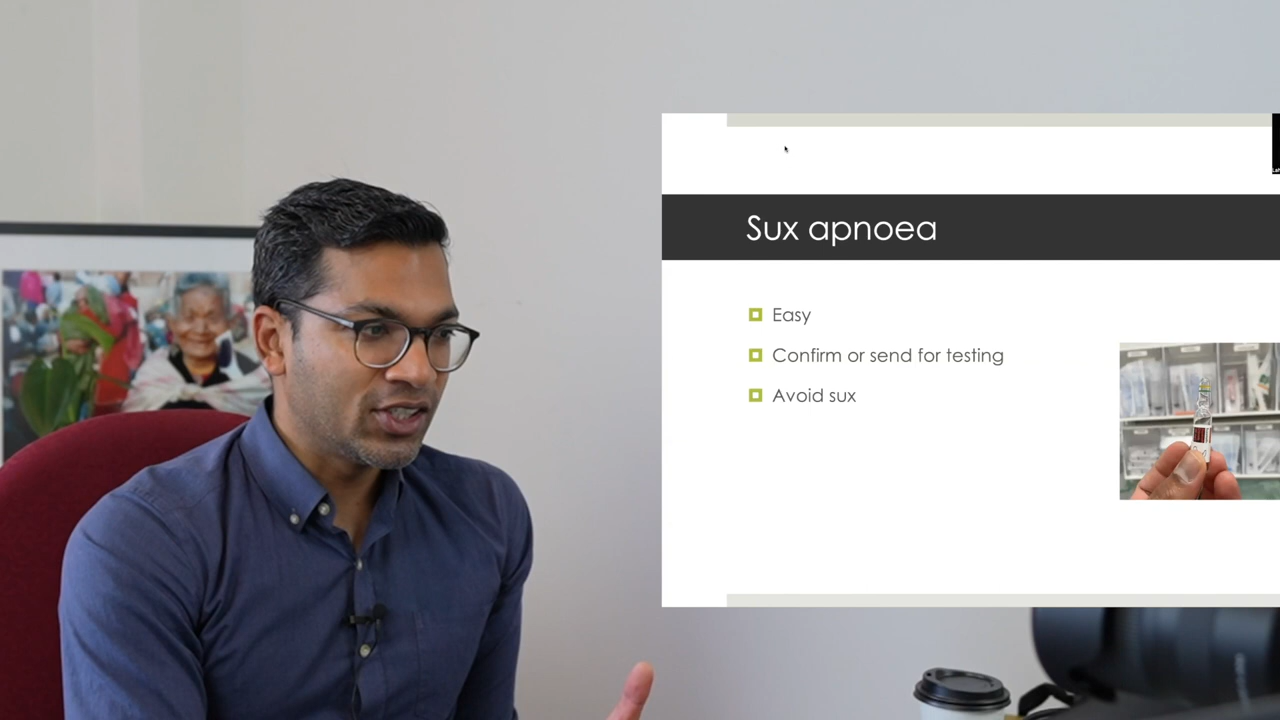 Sux apnoea
Easy
Confirm or send for testing
Avoid sux